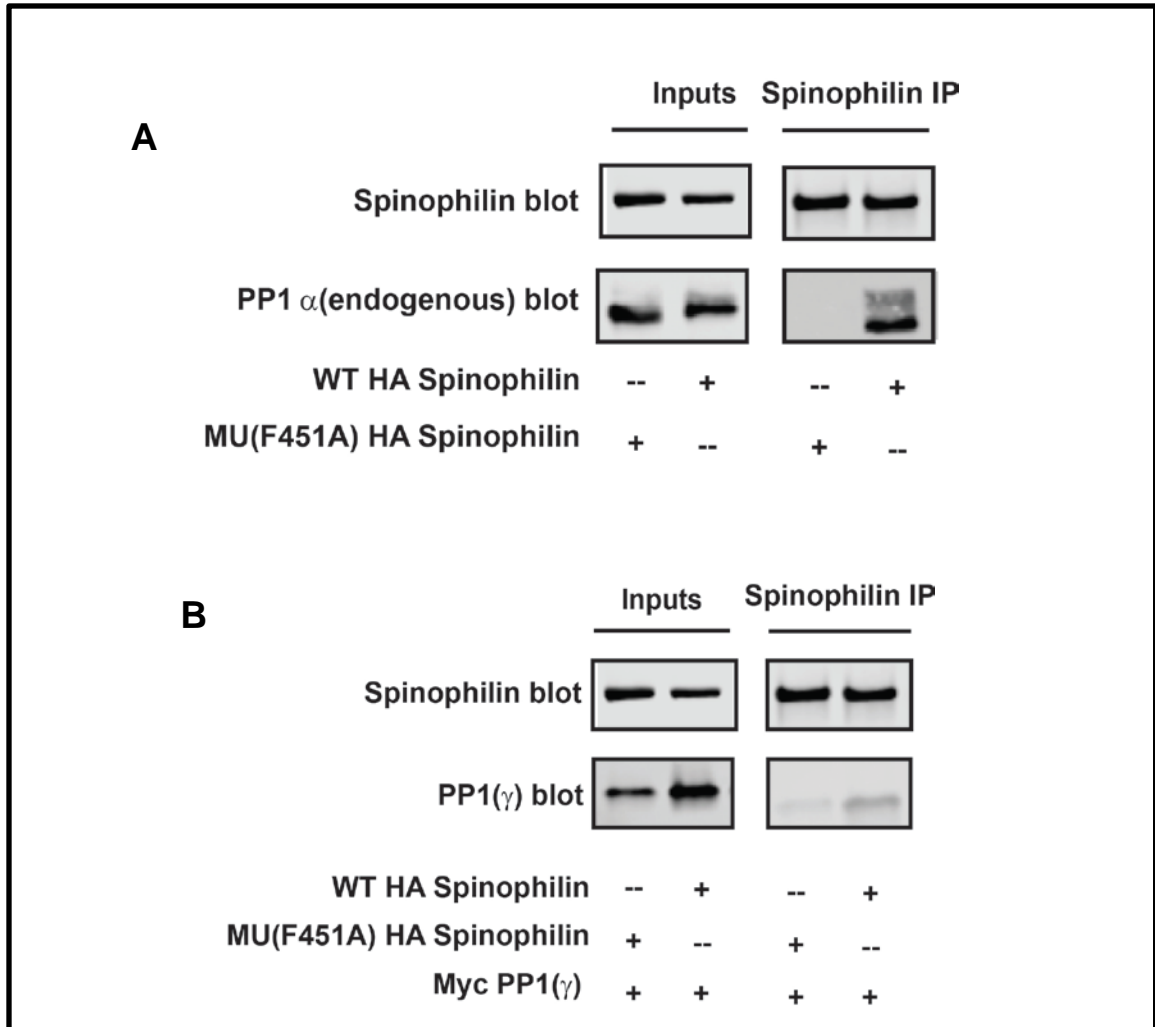 A
Inputs Spinophilin IP
Spinophilin blot
PP1 α(endogenous) blot
WT HA Spinophilin -- + -- +
MU(F451A) HA Spinophilin + -- + --
B
Inputs Spinophilin IP
Spinophilin blot
PP1(γ) blot
WT HA Spinophilin -- + -- +
MU(F451A) HA Spinophilin + -- + --
Myc PP1(γ) + + + +